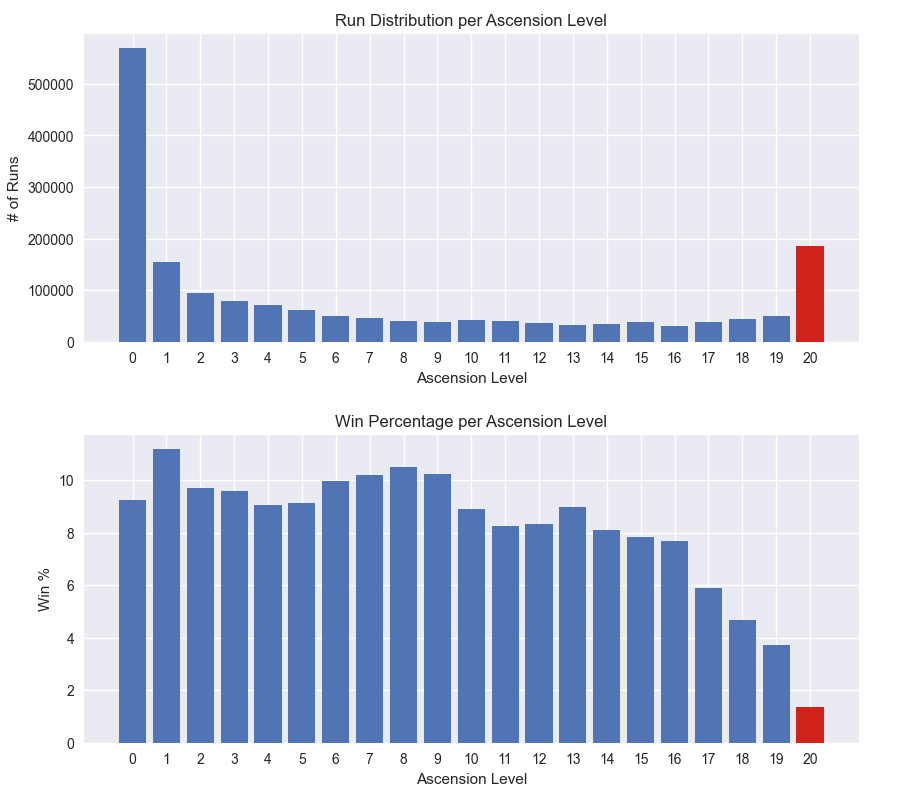 Run Distribution per Ascension Level
# of Runs
500000
400000
300000
200000
100000
0
0 1 2 3 4 5 6 7 8 9 10 11 12 13 14 15 16 17 18 19 20
Ascension Level
Win Percentage per Ascension Level
Win %
10
8
6
4
2
0
0 1 2 3 4 5 6 7 8 9 10 11 12 13 14 15 16 17 18 19 20
Ascension Level